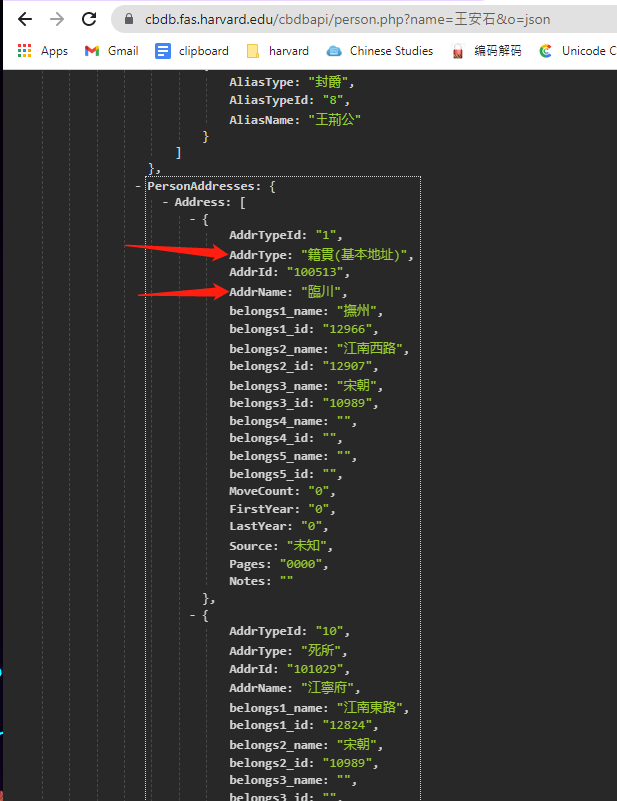 cbdb.fas.harvard.edu/cbdbapi/person.php?name=王安石&o=json
Apps Gmail clipboard harvard Chinese Studies 编码解码 Unicode C
AliasType: "封爵",
AliasTypeId: "8",
AliasName: "王荊公"
}
]
},
- PersonAddresses: {
- Address: [
- {
AddrTypeId: "1",
AddrType: "籍貫(基本地址)",
AddrId: "100513",
AddrName: "臨川",
belongs1_name: "撫州",
belongs1_id: "12966",
belongs2_name: "江南西路",
belongs2_id: "12907",
belongs3_name: "宋朝",
belongs3_id: "10989",
belongs4_name: "",
belongs4_id: "",
belongs5_name: "",
belongs5_id: "",
MoveCount: "0",
FirstYear: "0",
LastYear: "0",
Source: "未知",
Pages: "0000",
Notes: ""
},
- {
AddrTypeId: "10",
AddrType: "死所",
AddrId: "101029",
AddrName: "江寧府",
belongs1_name: "江南東路",
belongs1_id: "12824",
belongs2_name: "宋朝",
belongs2_id: "10989",
belongs3_name: "",
belongs3_id: "",